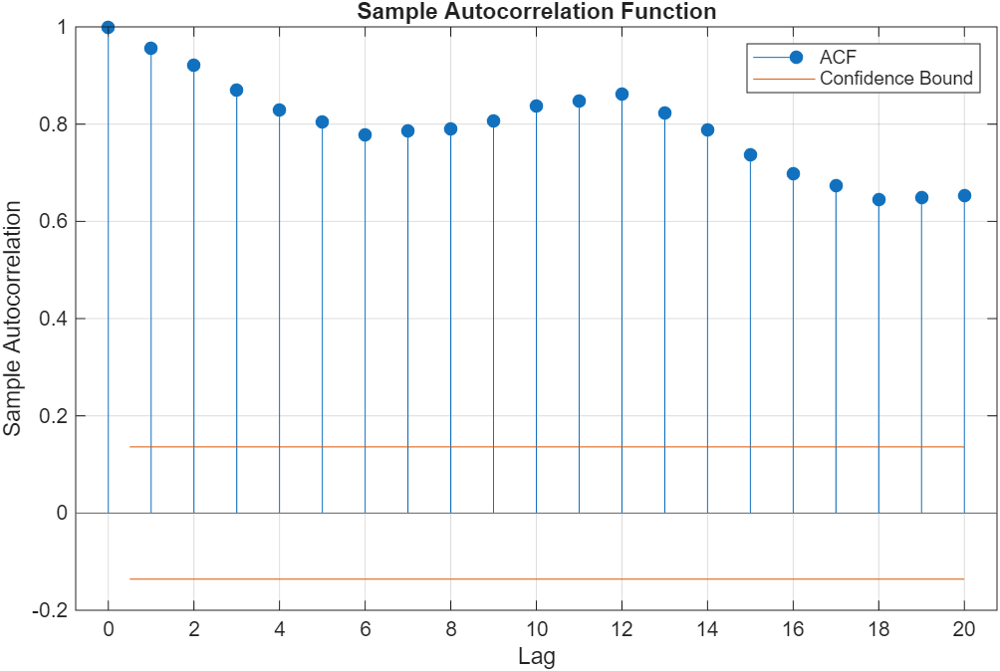 Sample Autocorrelation Function
ACF
Confidence Bound
Sample Autocorrelation
1
0.8
0.6
0.4
0.2
0
-0.2
0 2 4 6 8 10 12 14 16 18 20
Lag